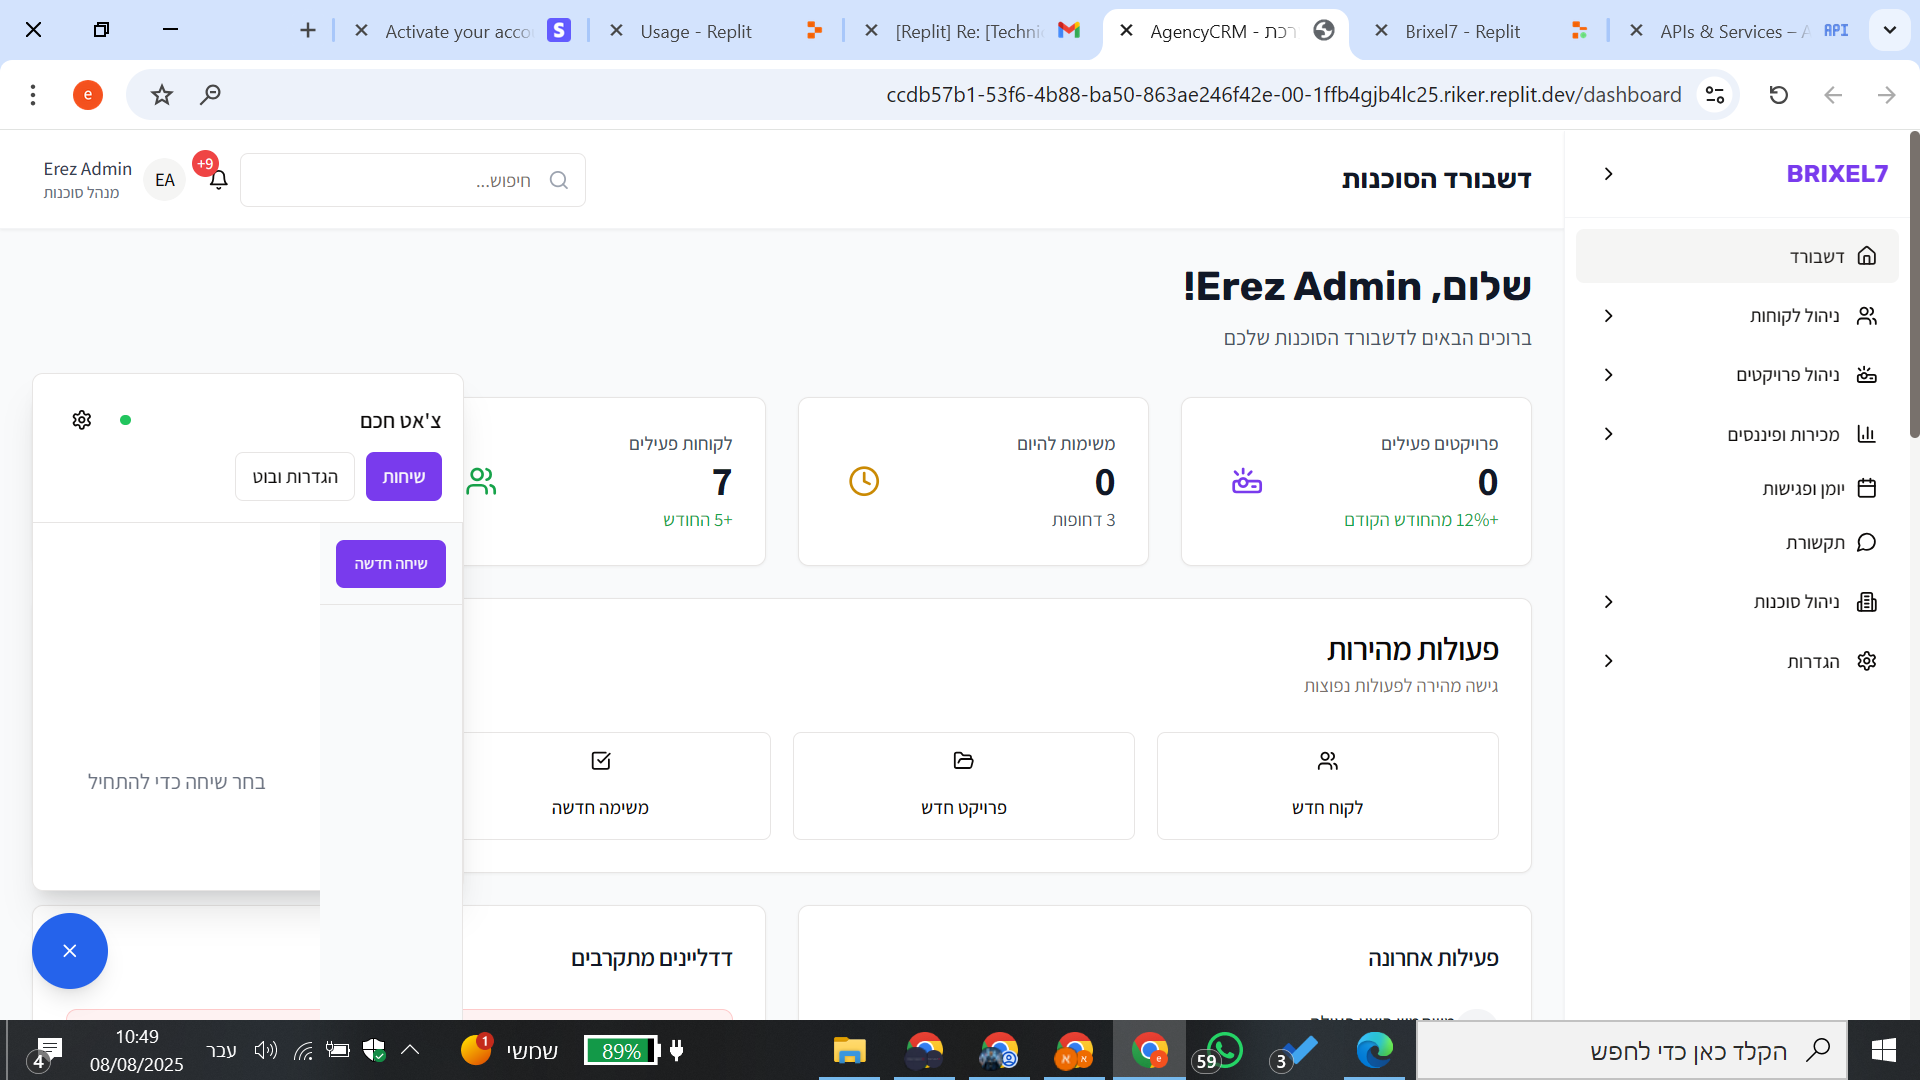 Activate your acco
Usage - Replit
[Replit] Re: [Techni
AgencyCRM - רכת
Brixel7 - Replit
APIs & Services – A
API
e
ccdb57b1-53f6-4b88-ba50-863ae246f42e-00-1ffb4gjb4lc25.riker.replit.dev/dashboard
BRIXEL7
דשבורד
ניהול לקוחות
ניהול פרויקטים
מכירות ופיננסים
יומן ופגישות
תקשורת
ניהול סוכנות
הגדרות
דשבורד הסוכנות
חיפוש...
+9
EA
Erez Admin
מנהל סוכנות
שלום, Erez Admin!
ברוכים הבאים לדשבורד הסוכנות שלכם
פרויקטים פעילים
0
+12% מהחודש הקודם
משימות להיום
0
3 דחופות
לקוחות פעילים
7
+5 החודש
פעולות מהירות
גישה מהירה לפעולות נפוצות
לקוח חדש
פרויקט חדש
משימה חדשה
פעילות אחרונה
דדליינים מתקרבים
צ'אט חכם
שיחות
הגדרות ובוט
שיחה חדשה
בחר שיחה כדי להתחיל
הקלד כאן כדי לחפש
3
59
e
א
א
89%
שמשי
1
עבר
10:49
08/08/2025
4